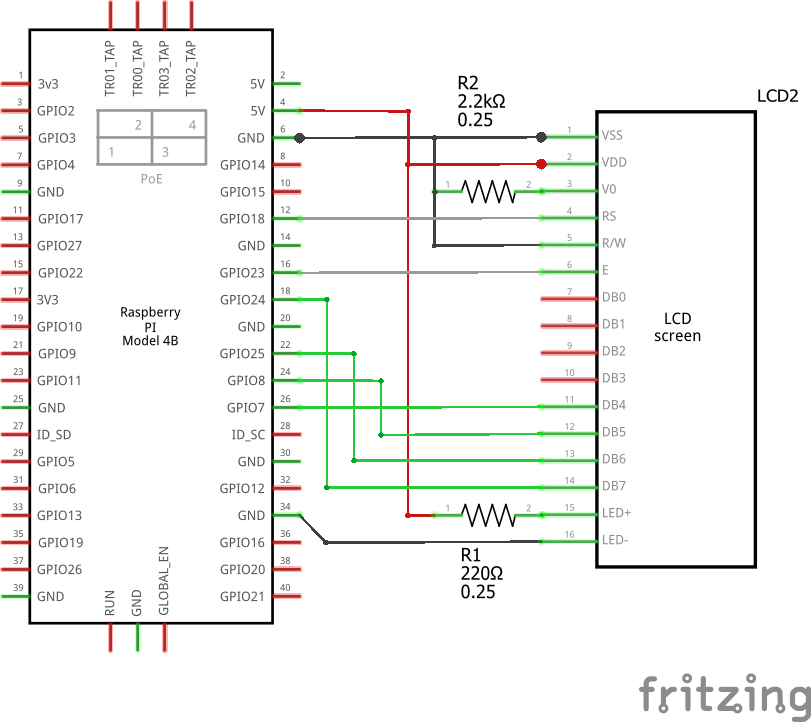 TR01_TAP
TR00_TAP
TR03_TAP
TR02_TAP
1 3v3
5V 2
3 GPIO2
5V 4
5 GPIO3
GND 6
7 GPIO4
GPIO14 8
9 GND
GPIO15 10
11 GPIO17
GPIO18 12
13 GPIO27
GND 14
15 GPIO22
GPIO23 16
17 3V3
GPIO24 18
19 GPIO10
GND 20
21 GPIO9
GPIO25 22
23 GPIO11
GPIO8 24
25 GND
GPIO7 26
27 ID_SD
ID_SC 28
29 GPIO5
GND 30
31 GPIO6
GPIO12 32
33 GPIO13
GND 34
35 GPIO19
GPIO16 36
37 GPIO26
GPIO20 38
39 GND
GPIO21 40
2 4
1 3
PoE
Raspberry
PI
Model 4B
RUN
GND
GLOBAL_EN
R2
2.2kΩ
0.25
1 2
R1
220Ω
0.25
1 2
LCD2
1 VSS
2 VDD
3 V0
4 RS
5 R/W
6 E
7 DB0
8 DB1
9 DB2
10 DB3
11 DB4
12 DB5
13 DB6
14 DB7
15 LED+
16 LED-
LCD
screen
fritzing